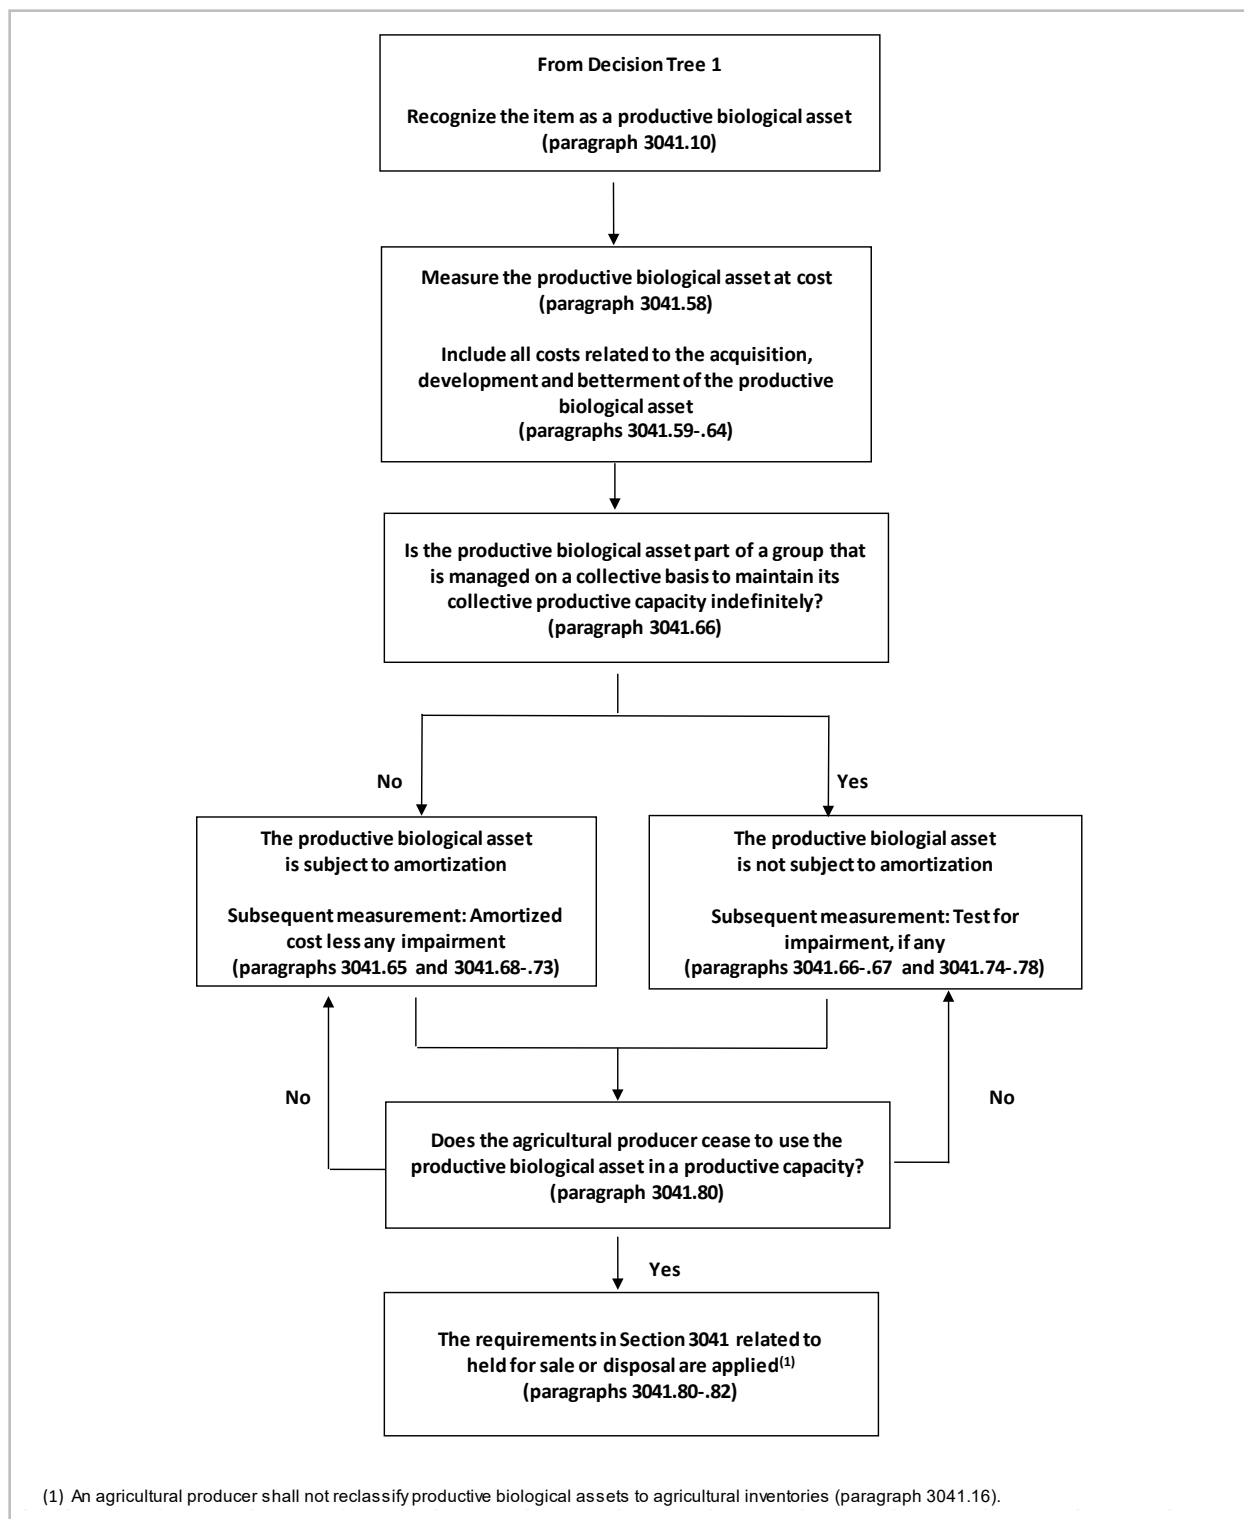 From Decision Tree 1
Recognize the item as a productive biological asset
(paragraph 3041.10)
Measure the productive biological asset at cost
(paragraph 3041.58)
Include all costs related to the acquisition,
development and betterment of the productive
biological asset
(paragraphs 3041.59-.64)
Is the productive biological asset part of a group that
is managed on a collective basis to maintain its
collective productive capacity indefinitely?
(paragraph 3041.66)
No
Yes
The productive biological asset
is subject to amortization
Subsequent measurement: Amortized
cost less any impairment
(paragraphs 3041.65 and 3041.68-.73)
The productive biologial asset
is not subject to amortization
Subsequent measurement: Test for
impairment, if any
(paragraphs 3041.66-.67 and 3041.74-.78)
No
No
Does the agricultural producer cease to use the
productive biological asset in a productive capacity?
(paragraph 3041.80)
Yes
The requirements in Section 3041 related to
held for sale or disposal are applied(1)
(paragraphs 3041.80-.82)
(1) An agricultural producer shall not reclassify productive biological assets to agricultural inventories (paragraph 3041.16).